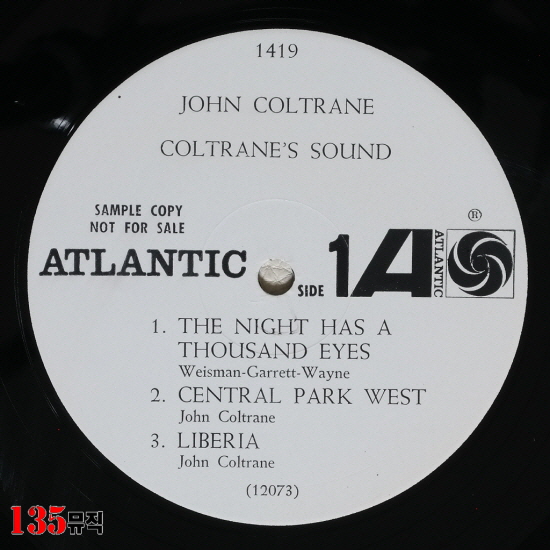 1419
JOHN COLTRANE
COLTRANE'S SOUND
SAMPLE COPY
NOT FOR SALE
®
ATLANTIC
SIDE 1
A
ATLANTIC
1. THE NIGHT HAS A
THOUSAND EYES
Weisman-Garrett-Wayne
2. CENTRAL PARK WEST
John Coltrane
3. LIBERIA
John Coltrane
(12073)
135뮤직